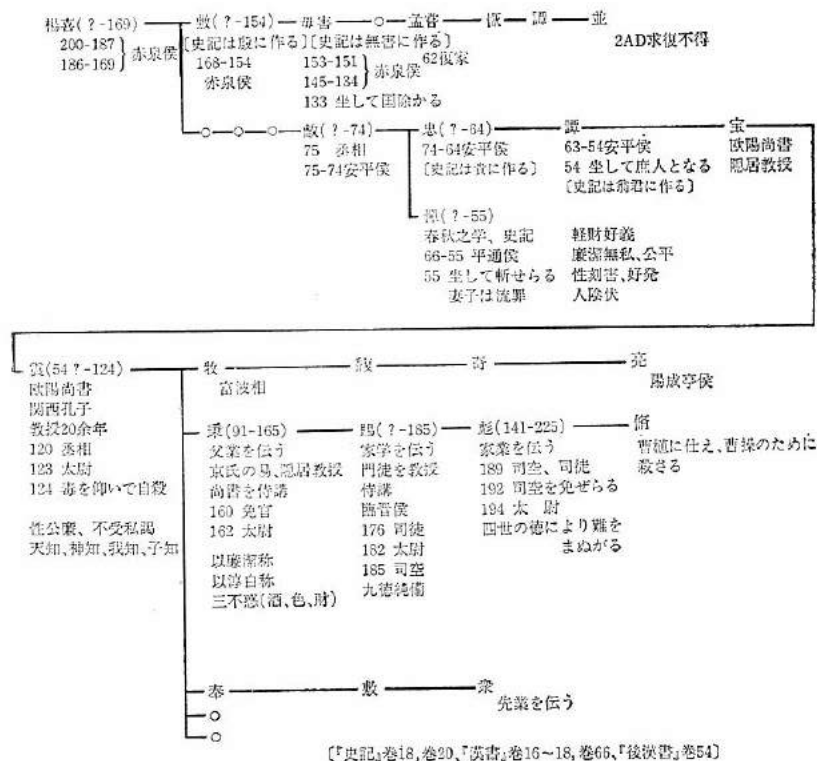 楊喜(?-169) 敷(?-154) 毋害 ○ 孟嘗 譚 並
200-187
186-169
赤泉侯
〔史記は殷に作る〕〔史記は無害に作る〕
168-154
赤泉侯
153-151
145-134
赤泉侯
133 坐して国除かる
62復家
2AD求復不得
○ ○ ○ 敞(?-74) 忠(?-64) 譚 宝
75 丞相
75-74安平侯
74-64安平侯
〔史記は賁に作る〕
63-54安平侯
54 坐して庶人となる
〔史記は翁君に作る〕
欧陽尚書
隠居教授
惲(?-55)
春秋之学、史記
66-55 平通侯
55 坐して斬せらる
妻子は流罪
軽財好義
廉潔無私、公平
性刻害、好発
人陰伏
震(54?-124) 牧 奇 亮
欧陽尚書
関西孔子
教授20余年
120 丞相
123 太尉
124 毒を仰いで自殺
性公廉、不受私謁
天知、神知、我知、子知
富波相
陽成亭侯
秉(91-165) 賜(?-185) 彪(141-225) 脩
父業を伝う
京氏の易、隠居教授
尚書を侍講
160 免官
162 太尉
以廉潔称
以淳白称
三不惑(酒、色、財)
家学を伝う
門徒を教授
侍講
臨晋侯
176 司徒
182 太尉
185 司空
九徳純備
家業を伝う
189 司空、司徒
192 司空を免ぜらる
194 太 尉
四世の徳により難を
まぬがる
曹植に仕え、曹操のために
殺さる
奉 敷 衆
先業を伝う
○
○
〔『史記』巻18,巻20、『漢書』巻16~18,巻66、『後漢書』巻54〕